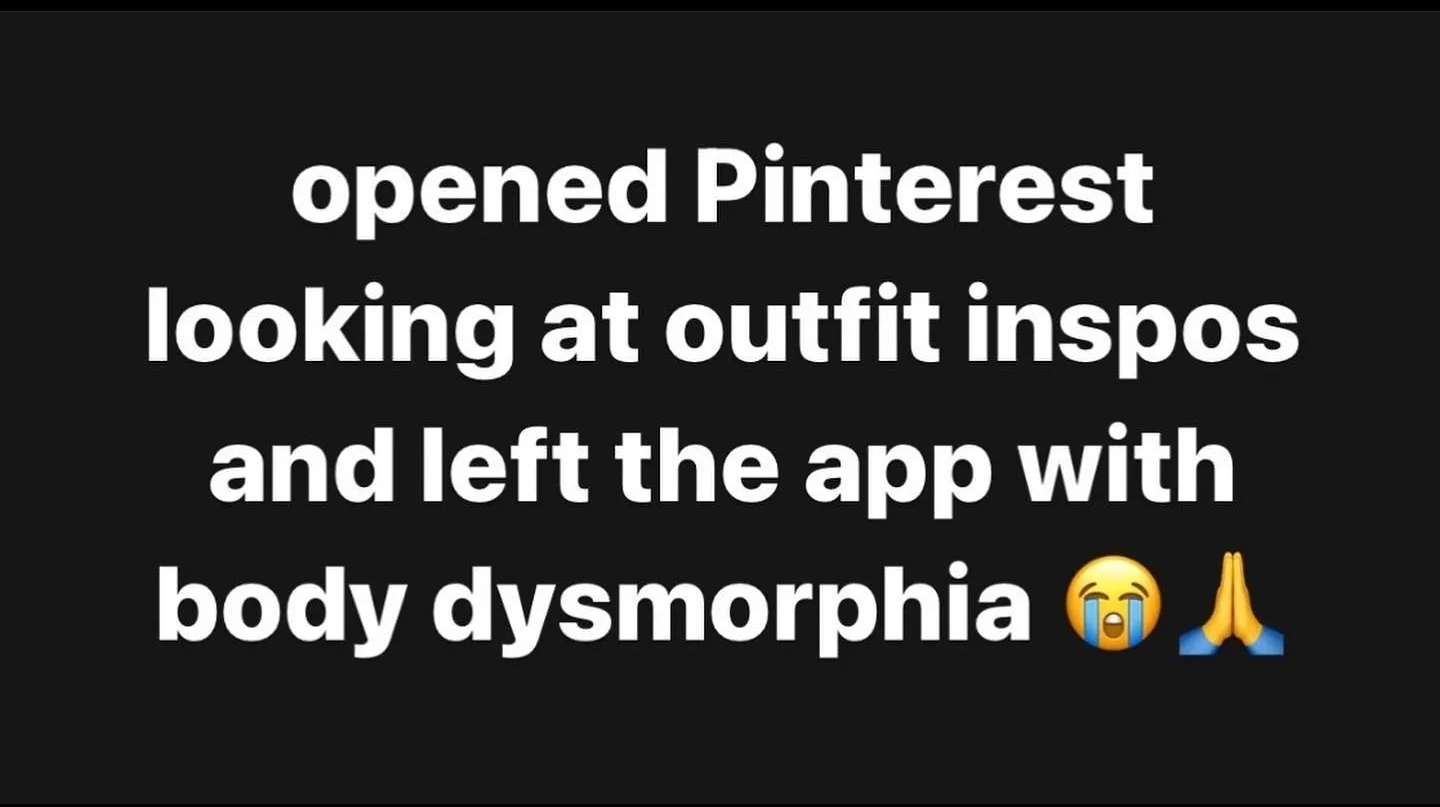 opened Pinterest
looking at outfit inspos
and left the app with
body dysmorphia 😭🙏